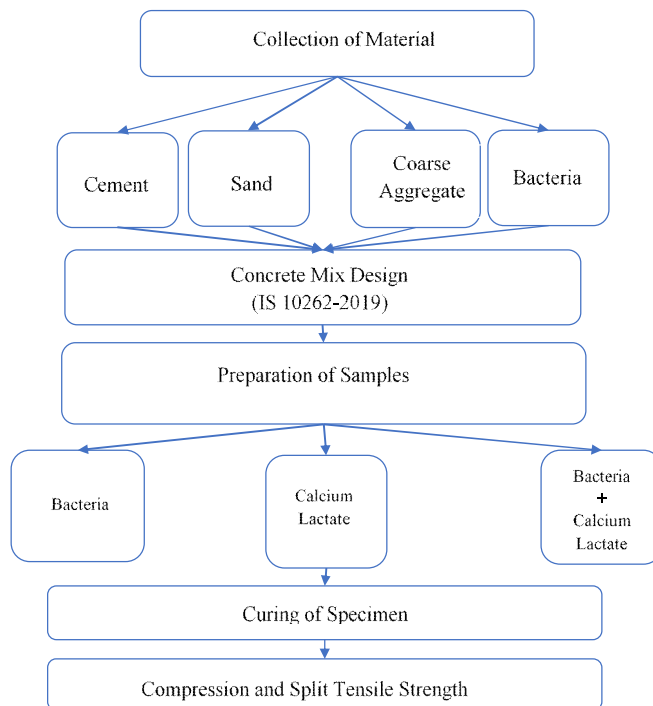 Collection of Material
Cement
Sand
Coarse
Aggregate
Bacteria
Concrete Mix Design
(IS 10262-2019)
Preparation of Samples
Bacteria
Calcium
Lactate
Bacteria
+
Calcium
Lactate
Curing of Specimen
Compression and Split Tensile Strength